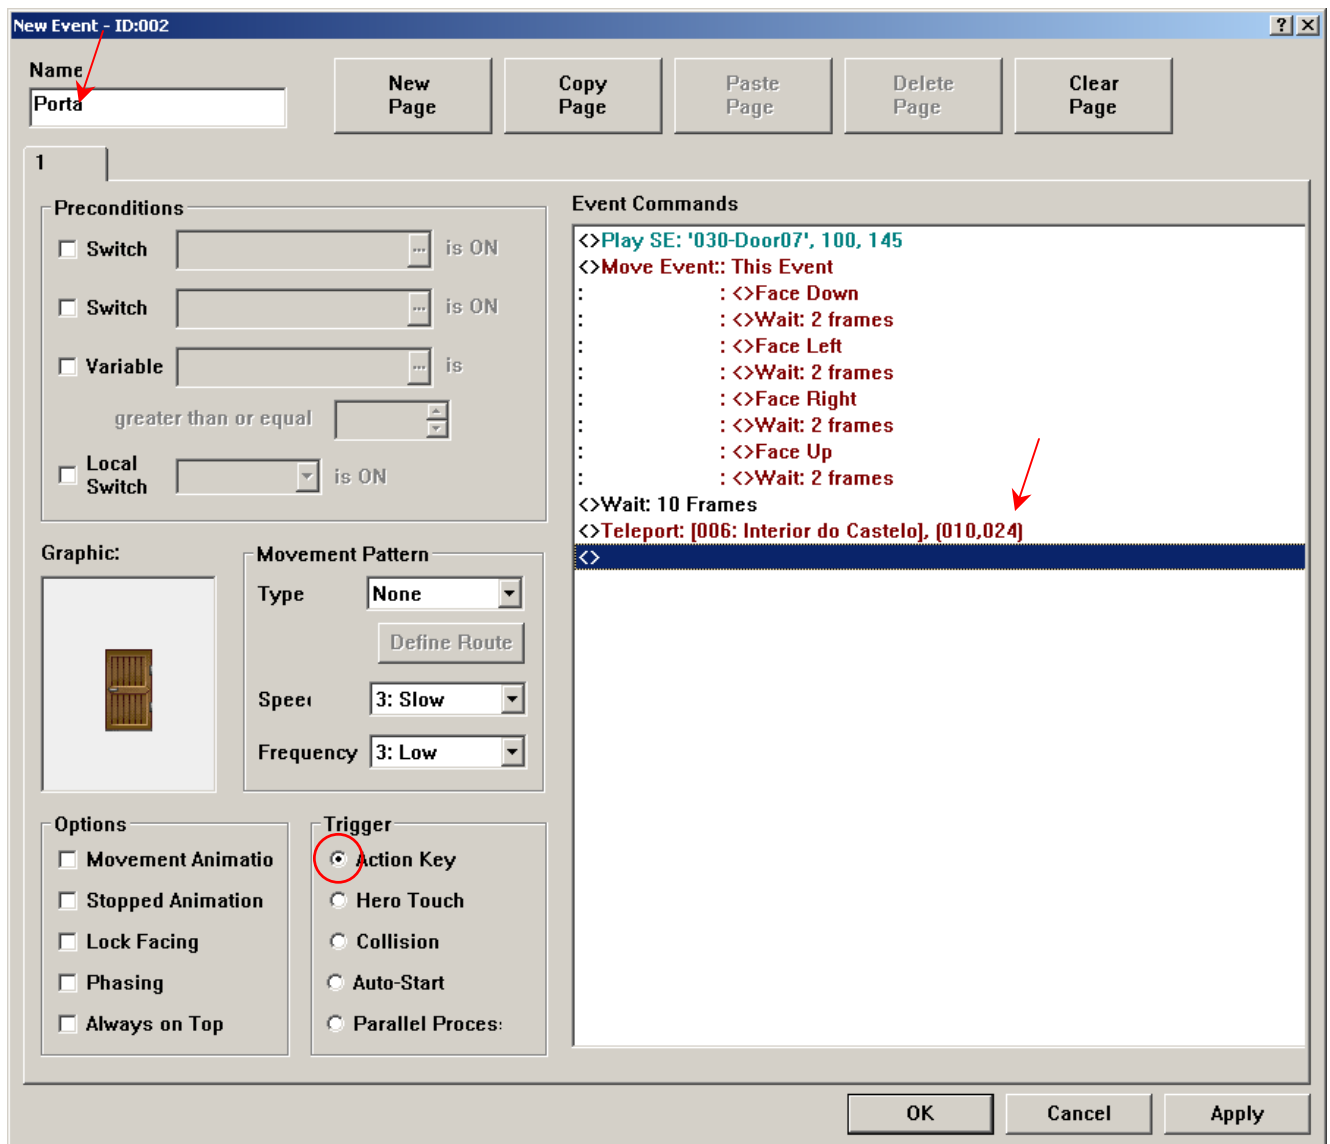 New Event - ID:002
Name
Porta
New Page
Copy Page
Paste Page
Delete Page
Clear Page
1
Preconditions
Switch ... is ON
Switch ... is ON
Variable ... is
greater than or equal
Local Switch is ON
Graphic:
Movement Pattern
Type None
Define Route
Speed 3: Slow
Frequency 3: Low
Options
Movement Animatio
Stopped Animation
Lock Facing
Phasing
Always on Top
Trigger
Action Key
Hero Touch
Collision
Auto-Start
Parallel Proces
Event Commands
<>Play SE: '030-Door07', 100, 145
<>Move Event:: This Event
: : <>Face Down
: : <>Wait: 2 frames
: : <>Face Left
: : <>Wait: 2 frames
: : <>Face Right
: : <>Wait: 2 frames
: : <>Face Up
: : <>Wait: 2 frames
<>Wait: 10 Frames
<>Teleport: [006: Interior do Castelo], (010,024)
<>
OK
Cancel
Apply